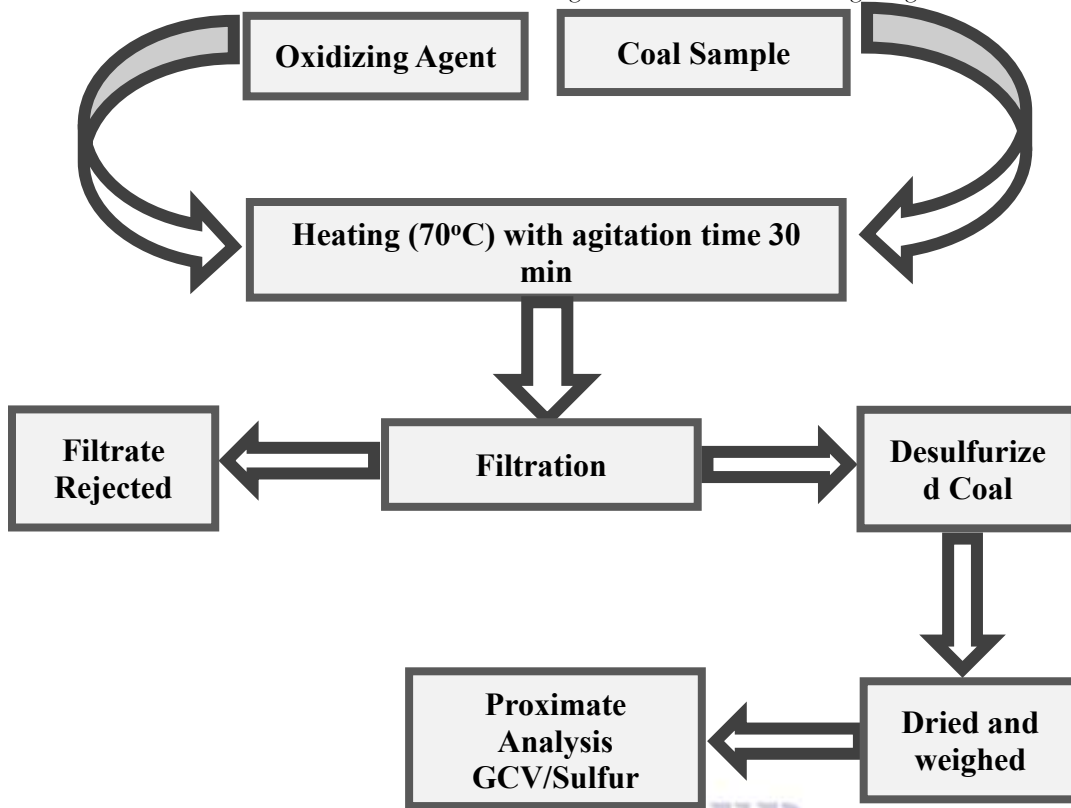 Oxidizing Agent
Coal Sample
Heating (70°C) with agitation time 30
min
Filtrate
Rejected
Filtration
Desulfurize
d Coal
Proximate
Analysis
GCV/Sulfur
Dried and
weighed